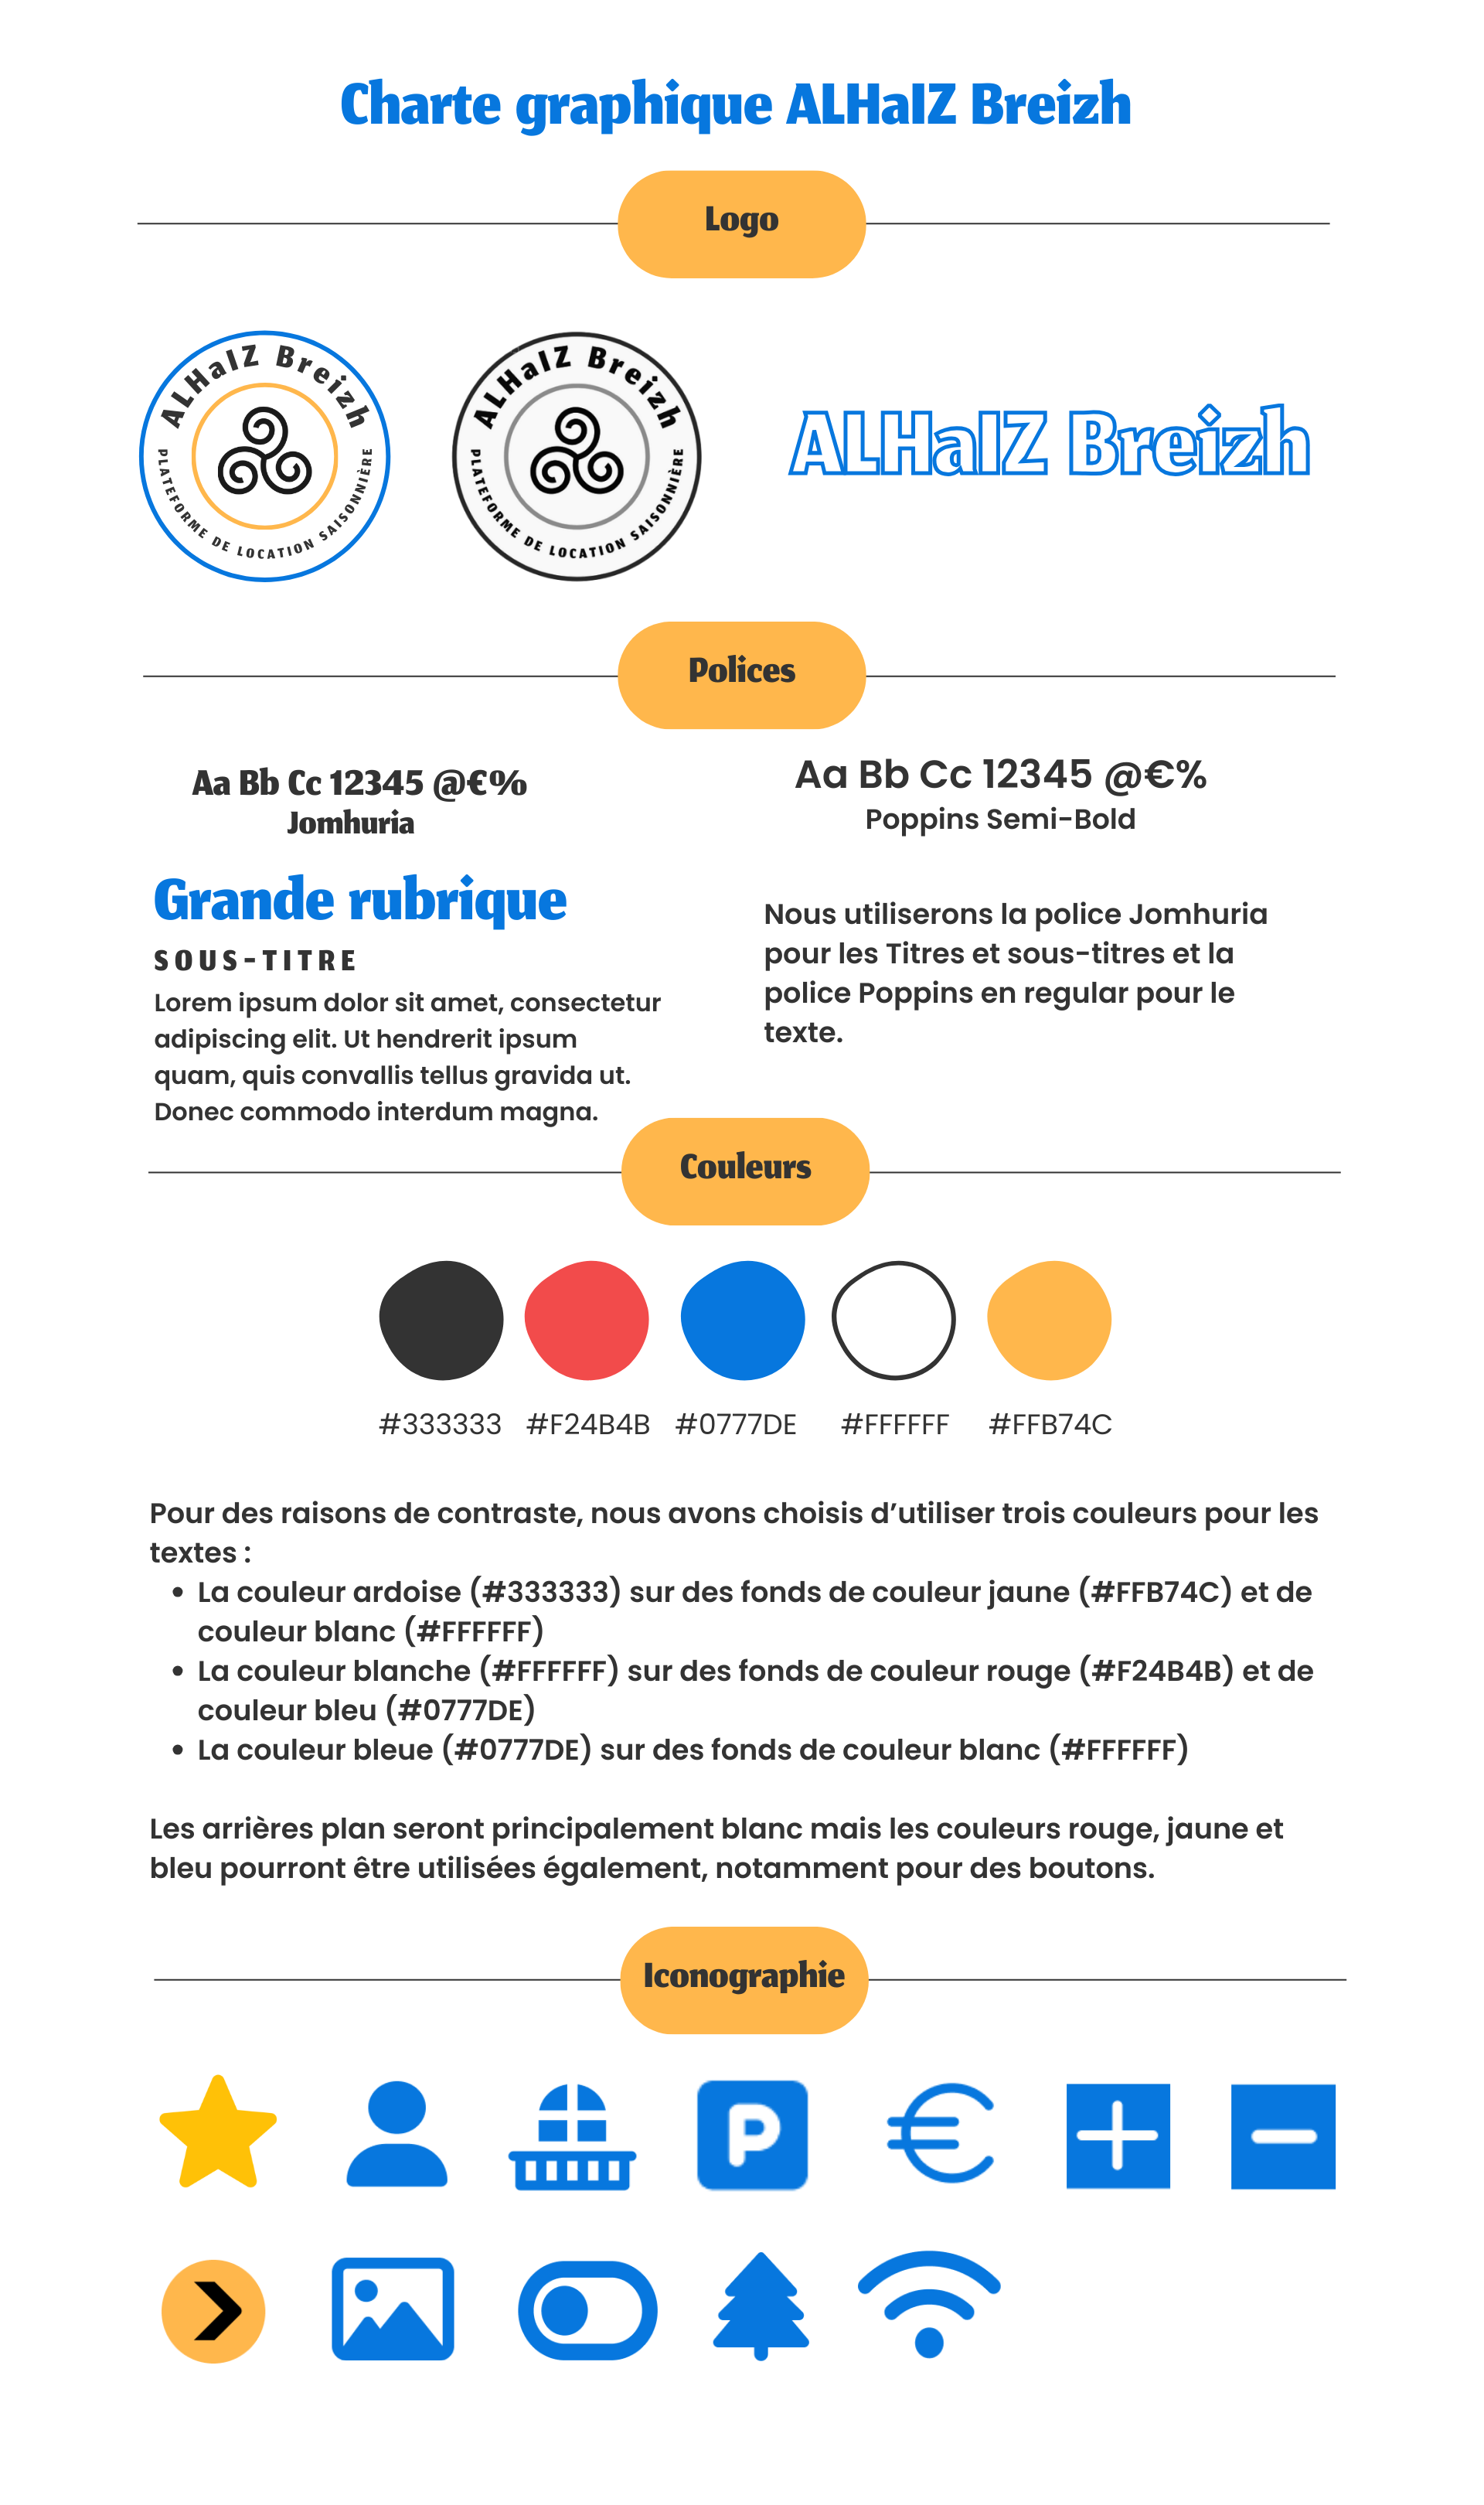 Charte graphique ALHaIZ Breizh
Logo
ALHaIZ Breizh
PLATEFORME DE LOCATION SAISONNIÈRE
ALHaIZ Breizh
PLATEFORME DE LOCATION SAISONNIÈRE
ALHaIZ Breizh
Polices
Aa Bb Cc 12345 @€%
Jomhuria
Aa Bb Cc 12345 @€%
Poppins Semi-Bold
Grande rubrique
SOUS-TITRE
Lorem ipsum dolor sit amet, consectetur
adipiscing elit. Ut hendrerit ipsum
quam, quis convallis tellus gravida ut.
Donec commodo interdum magna.
Nous utiliserons la police Jomhuria
pour les Titres et sous-titres et la
police Poppins en regular pour le
texte.
Couleurs
#333333 #F24B4B #0777DE #FFFFFF #FFB74C
Pour des raisons de contraste, nous avons choisis d’utiliser trois couleurs pour les
textes :
• La couleur ardoise (#333333) sur des fonds de couleur jaune (#FFB74C) et de
couleur blanc (#FFFFFF)
• La couleur blanche (#FFFFFF) sur des fonds de couleur rouge (#F24B4B) et de
couleur bleu (#0777DE)
• La couleur bleue (#0777DE) sur des fonds de couleur blanc (#FFFFFF)
Les arrières plan seront principalement blanc mais les couleurs rouge, jaune et
bleu pourront être utilisées également, notamment pour des boutons.
Iconographie
P €